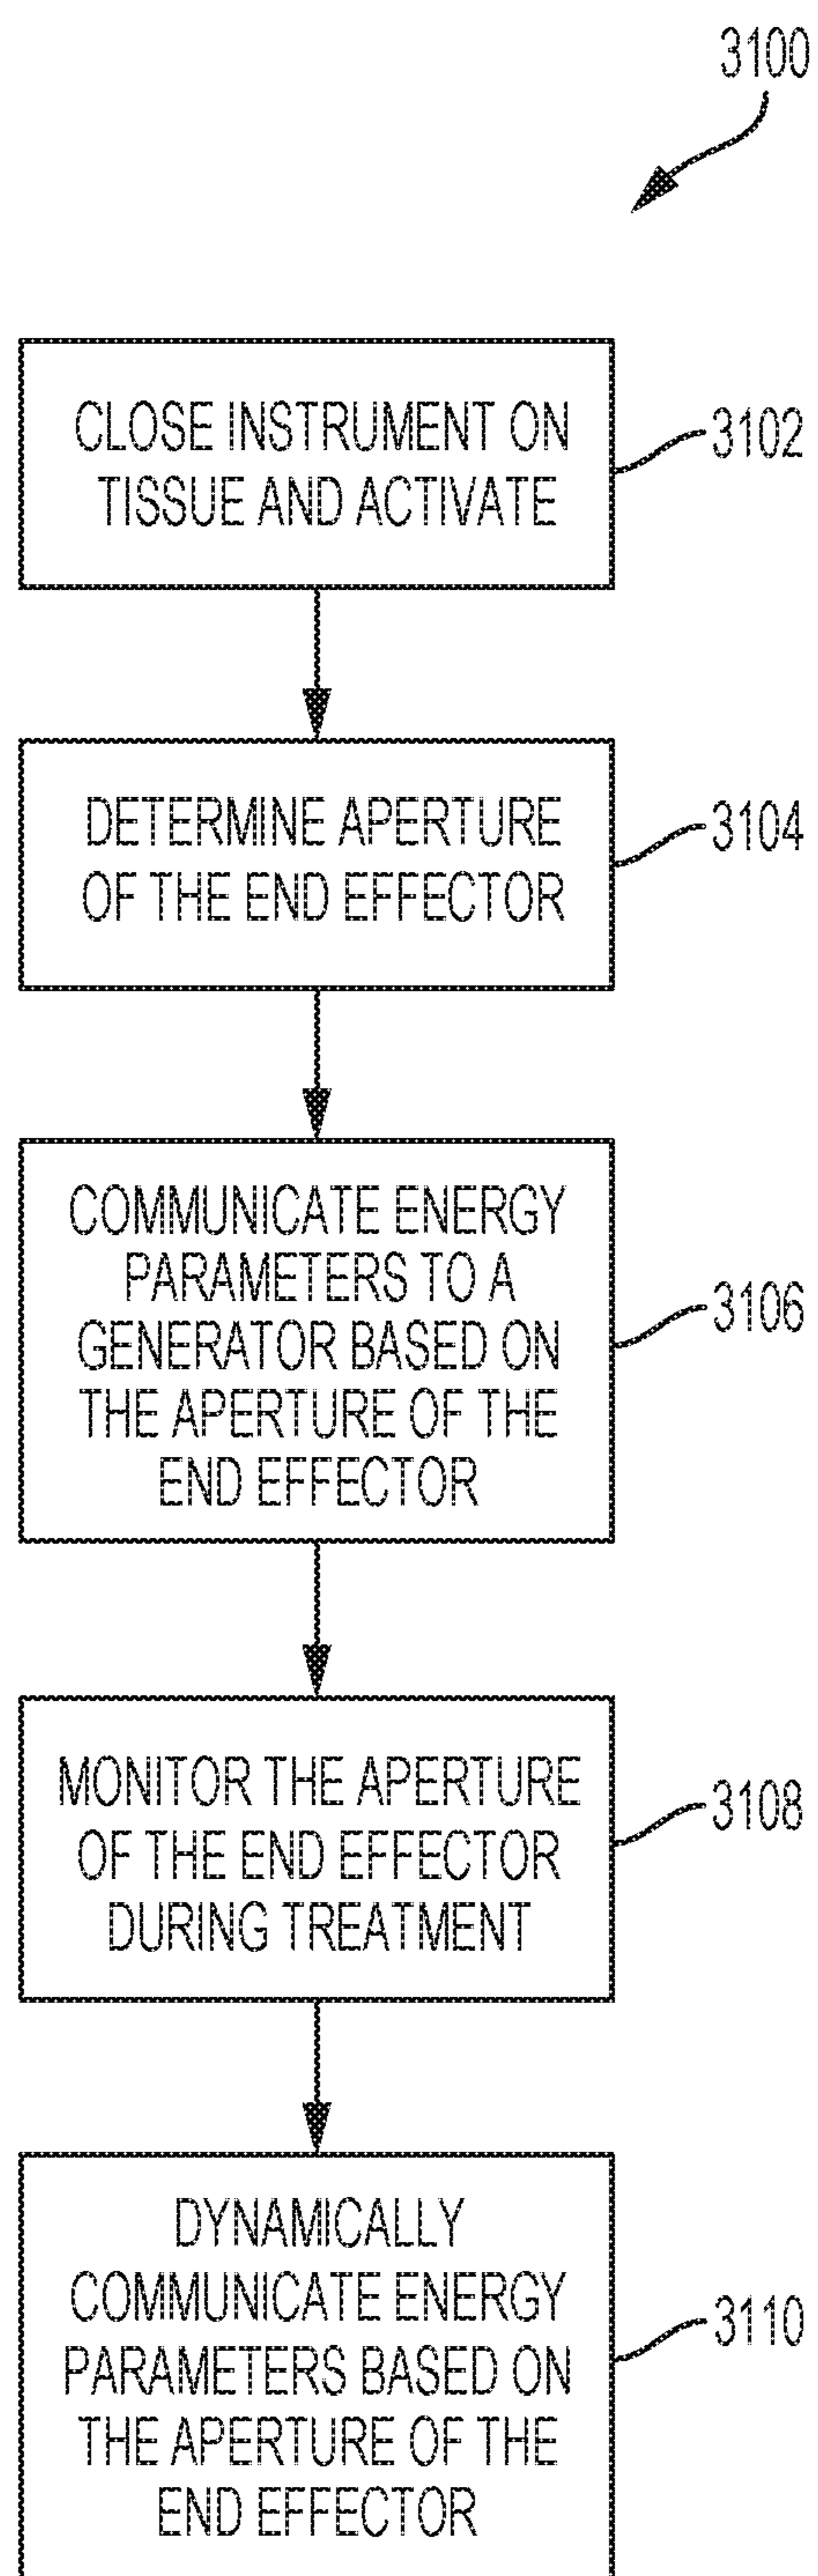 3100
CLOSE INSTRUMENT ON
TISSUE AND ACTIVATE
3102
DETERMINE APERTURE
OF THE END EFFECTOR
3104
COMMUNICATE ENERGY
PARAMETERS TO A
GENERATOR BASED ON
THE APERTURE OF THE
END EFFECTOR
3106
MONITOR THE APERTURE
OF THE END EFFECTOR
DURING TREATMENT
3108
DYNAMICALLY
COMMUNICATE ENERGY
PARAMETERS BASED ON
THE APERTURE OF THE
END EFFECTOR
3110